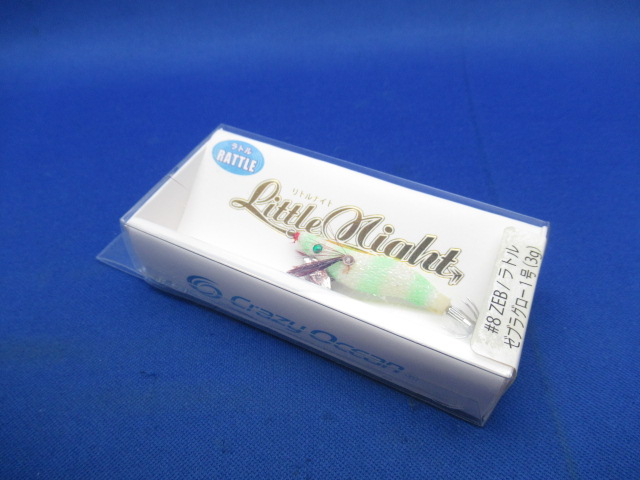 ラトル
RATTLE
リトルナイト
Little Night
#8 ZEB/ラトル
ゼブラグロー1号(3g)
Crazy Ocean